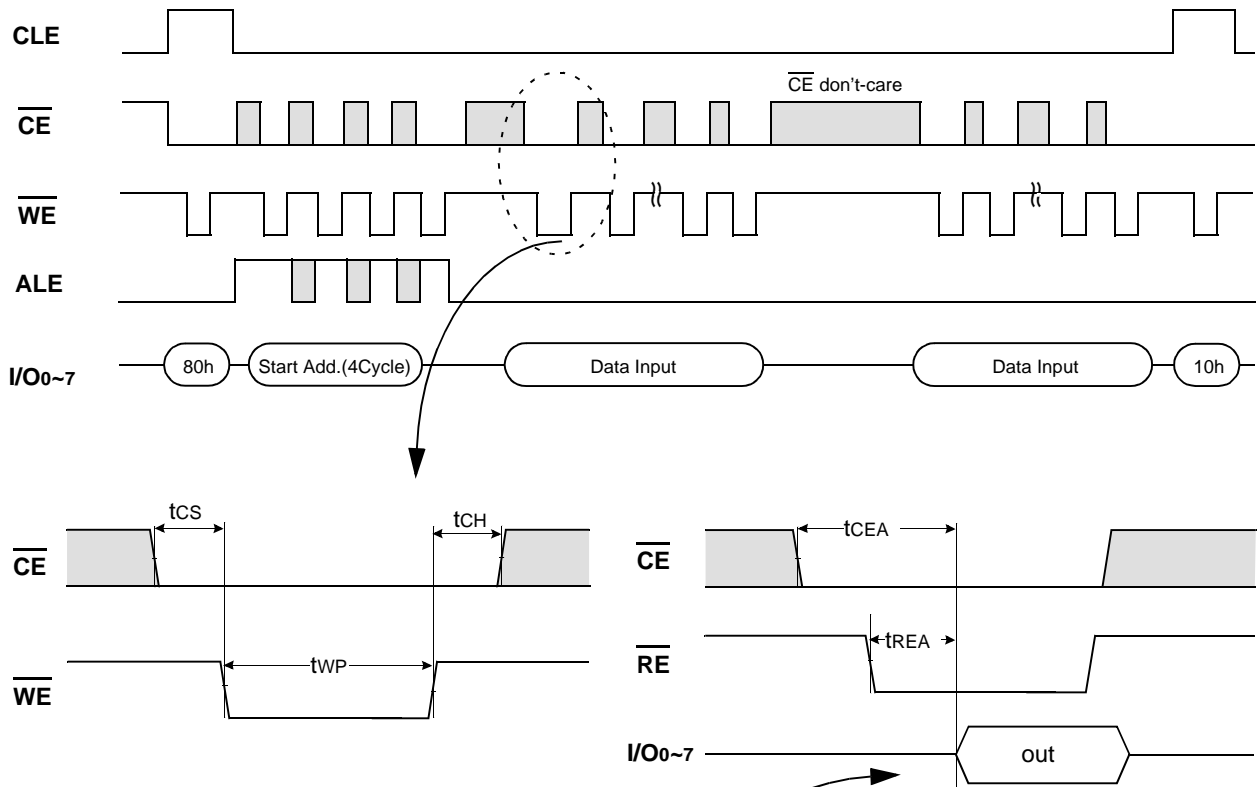 CLE
CE don't-care
CE
WE
ALE
I/O0~7 80h Start Add.(4Cycle) Data Input Data Input 10h
tCS tCH
CE
tWP
WE
tCEA
CE
tREA
RE
I/O0~7 out